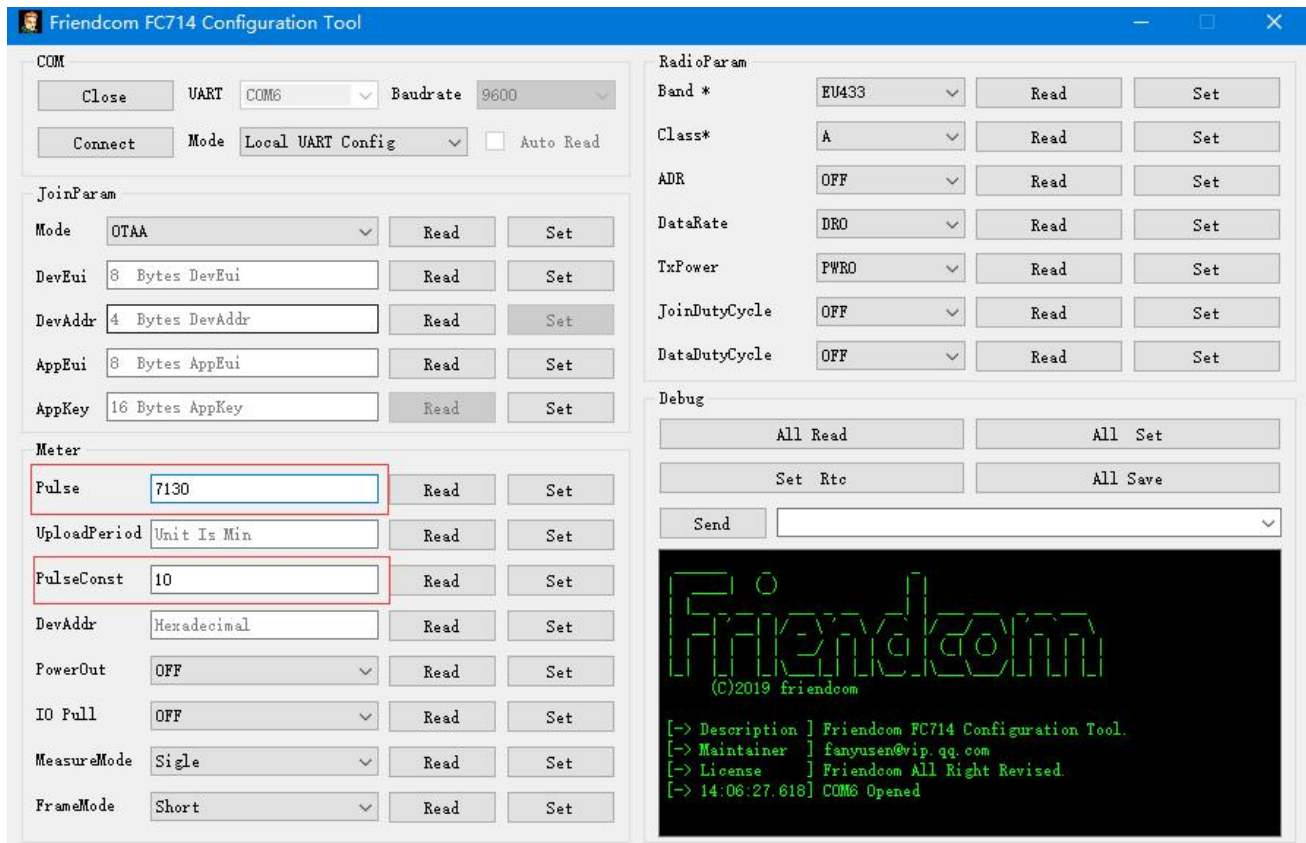 Friendcom FC714 Configuration Tool
COM
Close UART COM6 Baudrate 9600
Connect Mode Local UART Config Auto Read
JoinParam
Mode OTAA Read Set
DevEui 8 Bytes DevEui Read Set
DevAddr 4 Bytes DevAddr Read Set
AppEui 8 Bytes AppEui Read Set
AppKey 16 Bytes AppKey Read Set
Meter
Pulse 7130 Read Set
UploadPeriod Unit Is Min Read Set
PulseConst 10 Read Set
DevAddr Hexadecimal Read Set
PowerOut OFF Read Set
IO Pull OFF Read Set
MeasureMode Sigle Read Set
FrameMode Short Read Set
RadioParam
Band * EU433 Read Set
Class* A Read Set
ADR OFF Read Set
DataRate DR0 Read Set
TxPower PWR0 Read Set
JoinDutyCycle OFF Read Set
DataDutyCycle OFF Read Set
Debug
All Read All Set
Set Rtc All Save
Send
Friendcom
(C)2019 friendcom
[-> Description ] Friendcom FC714 Configuration Tool.
[-> Maintainer ] fanyusen@vip.qq.com
[-> License ] Friendcom All Right Revised.
[-> 14:06:27.618] COM6 Opened